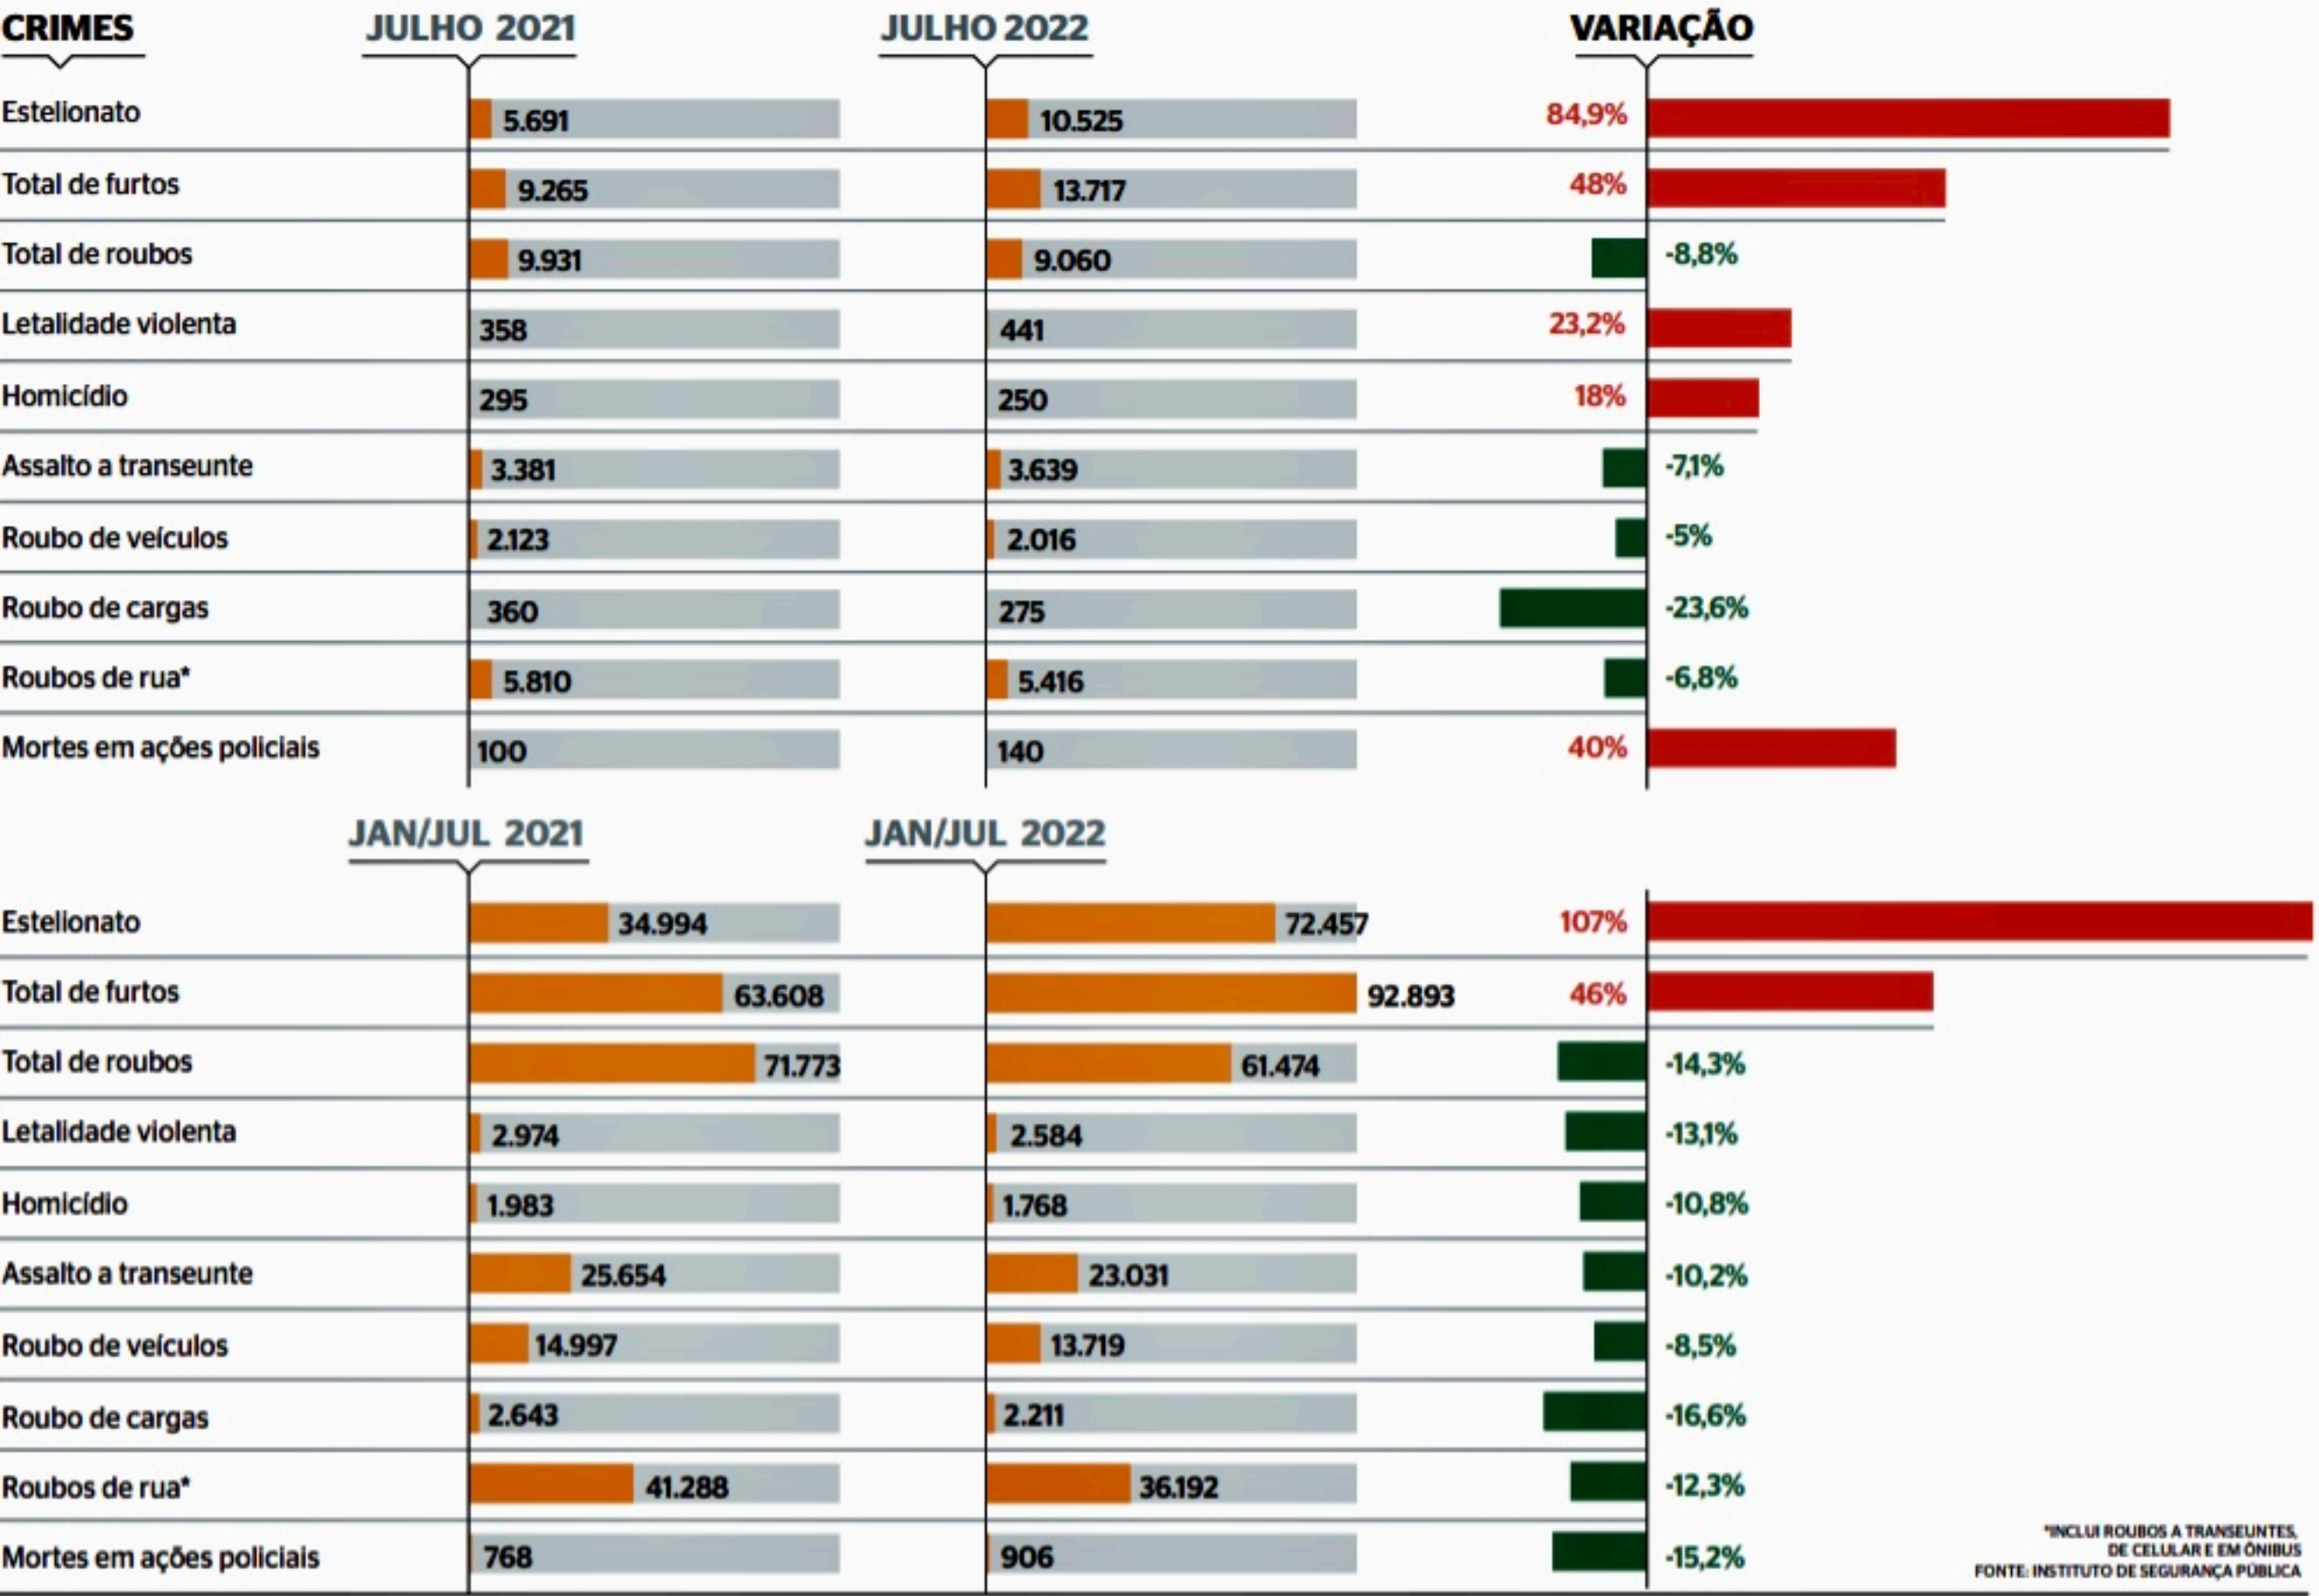 CRIMES JULHO 2021 JULHO 2022 VARIAÇÃO
Estelionato 5.691 10.525 84,9%
Total de furtos 9.265 13.717 48%
Total de roubos 9.931 9.060 -8,8%
Letalidade violenta 358 441 23,2%
Homicídio 295 250 18%
Assalto a transeunte 3.381 3.639 -7,1%
Roubo de veículos 2.123 2.016 -5%
Roubo de cargas 360 275 -23,6%
Roubos de rua* 5.810 5.416 -6,8%
Mortes em ações policiais 100 140 40%
JAN/JUL 2021 JAN/JUL 2022
Estelionato 34.994 72.457 107%
Total de furtos 63.608 92.893 46%
Total de roubos 71.773 61.474 -14,3%
Letalidade violenta 2.974 2.584 -13,1%
Homicídio 1.983 1.768 -10,8%
Assalto a transeunte 25.654 23.031 -10,2%
Roubo de veículos 14.997 13.719 -8,5%
Roubo de cargas 2.643 2.211 -16,6%
Roubos de rua* 41.288 36.192 -12,3%
Mortes em ações policiais 768 906 -15,2%
*INCLUI ROUBOS A TRANSEUNTES,
DE CELULAR E EM ÔNIBUS
FONTE: INSTITUTO DE SEGURANÇA PÚBLICA